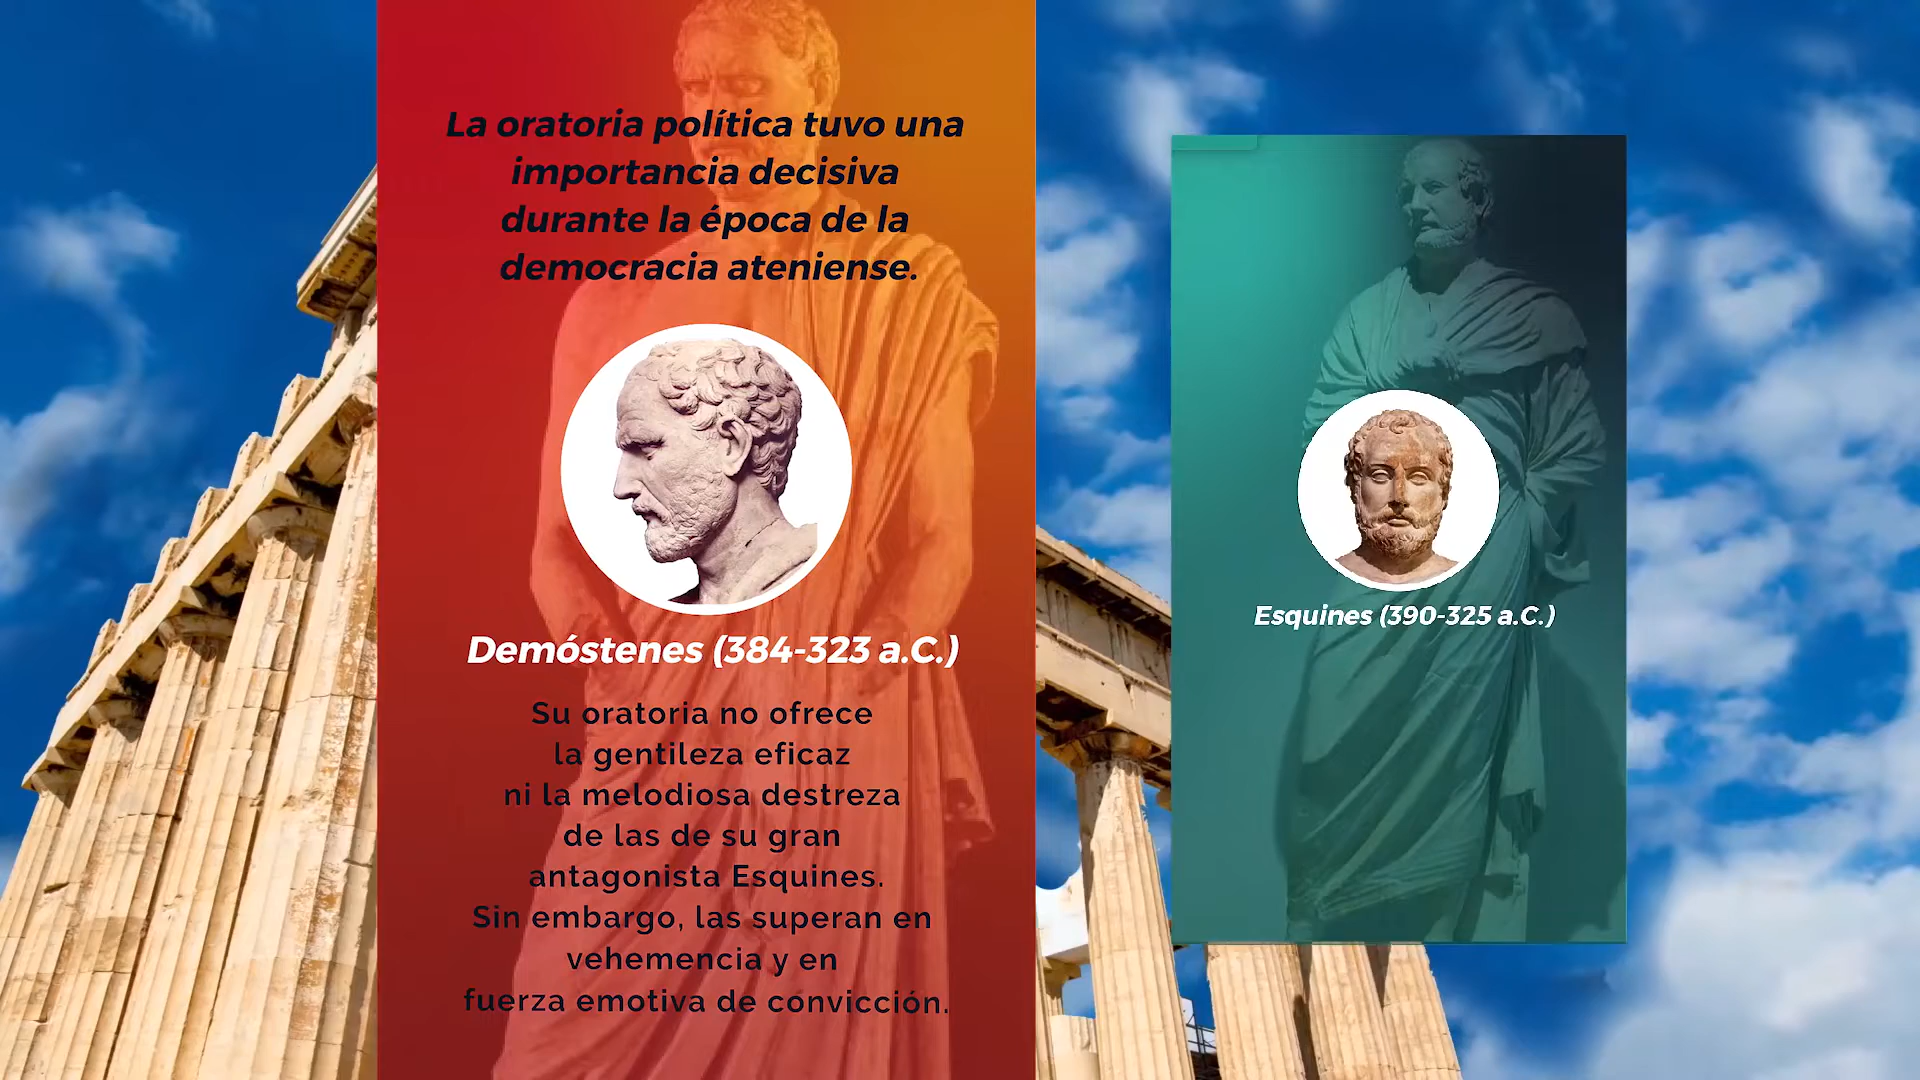 La oratoria política tuvo una
importancia decisiva
durante la época de la
democracia ateniense.
Demóstenes (384-323 a.C.)
Su oratoria no ofrece
la gentileza eficaz
ni la melodiosa destreza
de las de su gran
antagonista Esquines.
Sin embargo, las superan en
vehemencia y en
fuerza emotiva de convicción.
Esquines (390-325 a.C.)